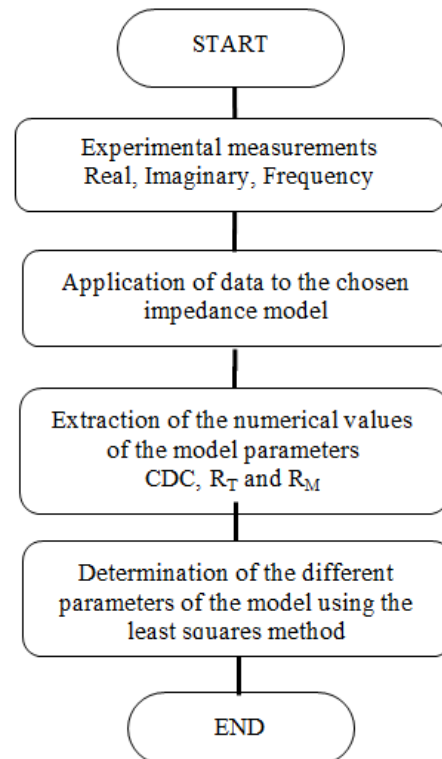 START
Experimental measurements
Real, Imaginary, Frequency
Application of data to the chosen
impedance model
Extraction of the numerical values
of the model parameters
CDC, R_T and R_M
Determination of the different
parameters of the model using the
least squares method
END